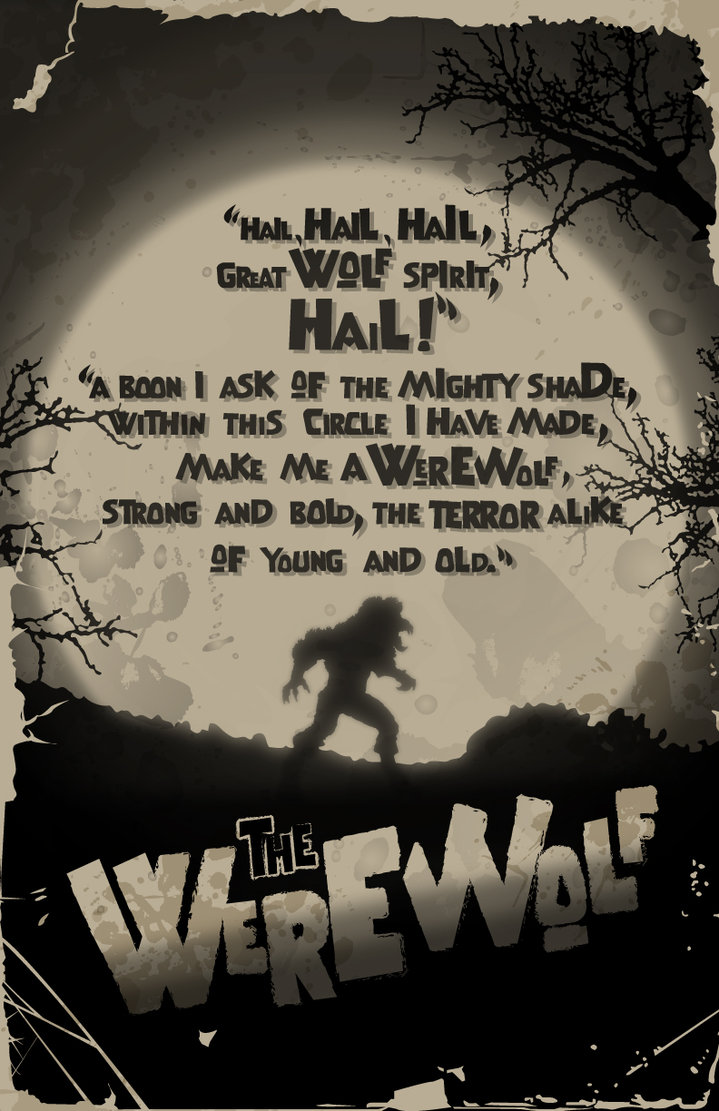 “HAIL, HAIL, HAIL,
GREAT WOLF SPIRIT,
HAIL!”
“A BOON I ASK OF THE MIGHTY SHADE,
WITHIN THIS CIRCLE I HAVE MADE,
MAKE ME A WEREWOLF,
STRONG AND BOLD, THE TERROR ALIKE
OF YOUNG AND OLD.”
THE
WEREWOLF